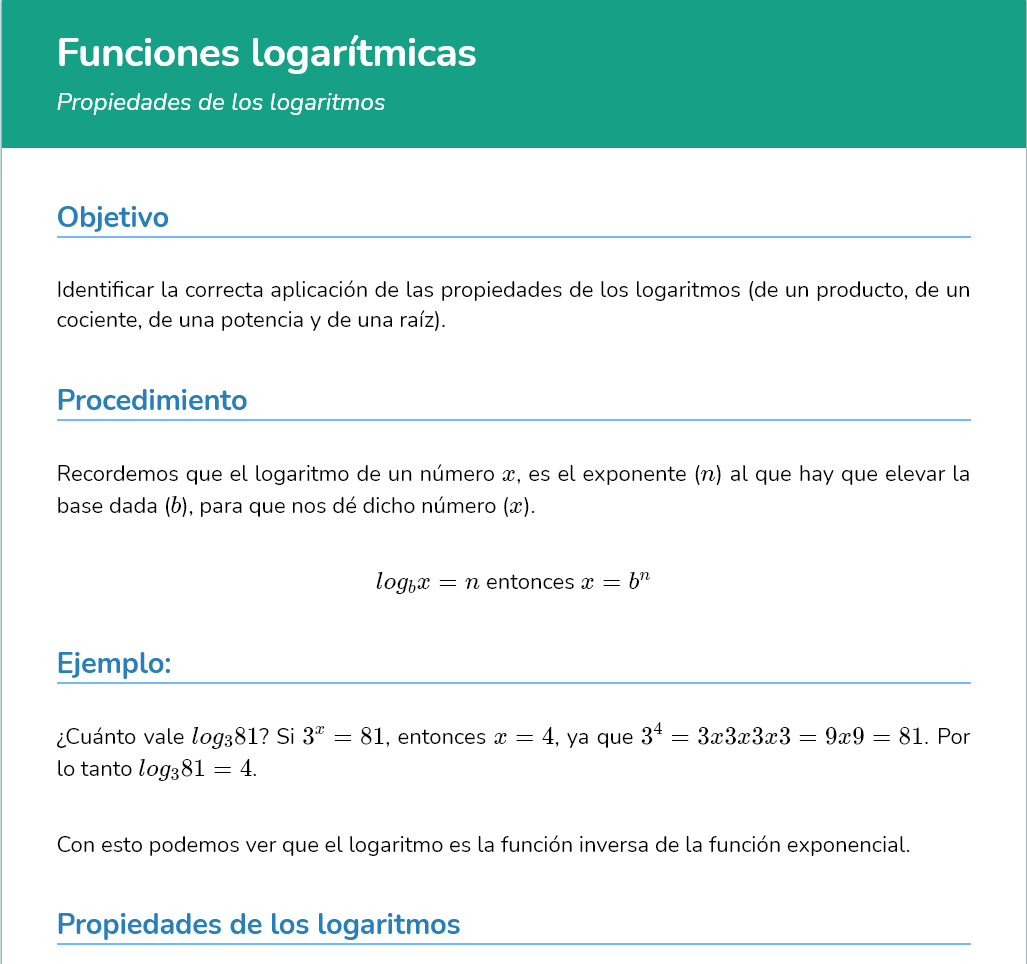 Funciones logarítmicas
Propiedades de los logaritmos
Objetivo
Identificar la correcta aplicación de las propiedades de los logaritmos (de un producto, de un
cociente, de una potencia y de una raíz).
Procedimiento
Recordemos que el logaritmo de un número x, es el exponente (n) al que hay que elevar la
base dada (b), para que nos dé dicho número (x).
log_b x = n entonces x = b^n
Ejemplo:
¿Cuánto vale log_3 81? Si 3^x = 81, entonces x = 4, ya que 3^4 = 3x3x3x3 = 9x9 = 81. Por
lo tanto log_3 81 = 4.
Con esto podemos ver que el logaritmo es la función inversa de la función exponencial.
Propiedades de los logaritmos